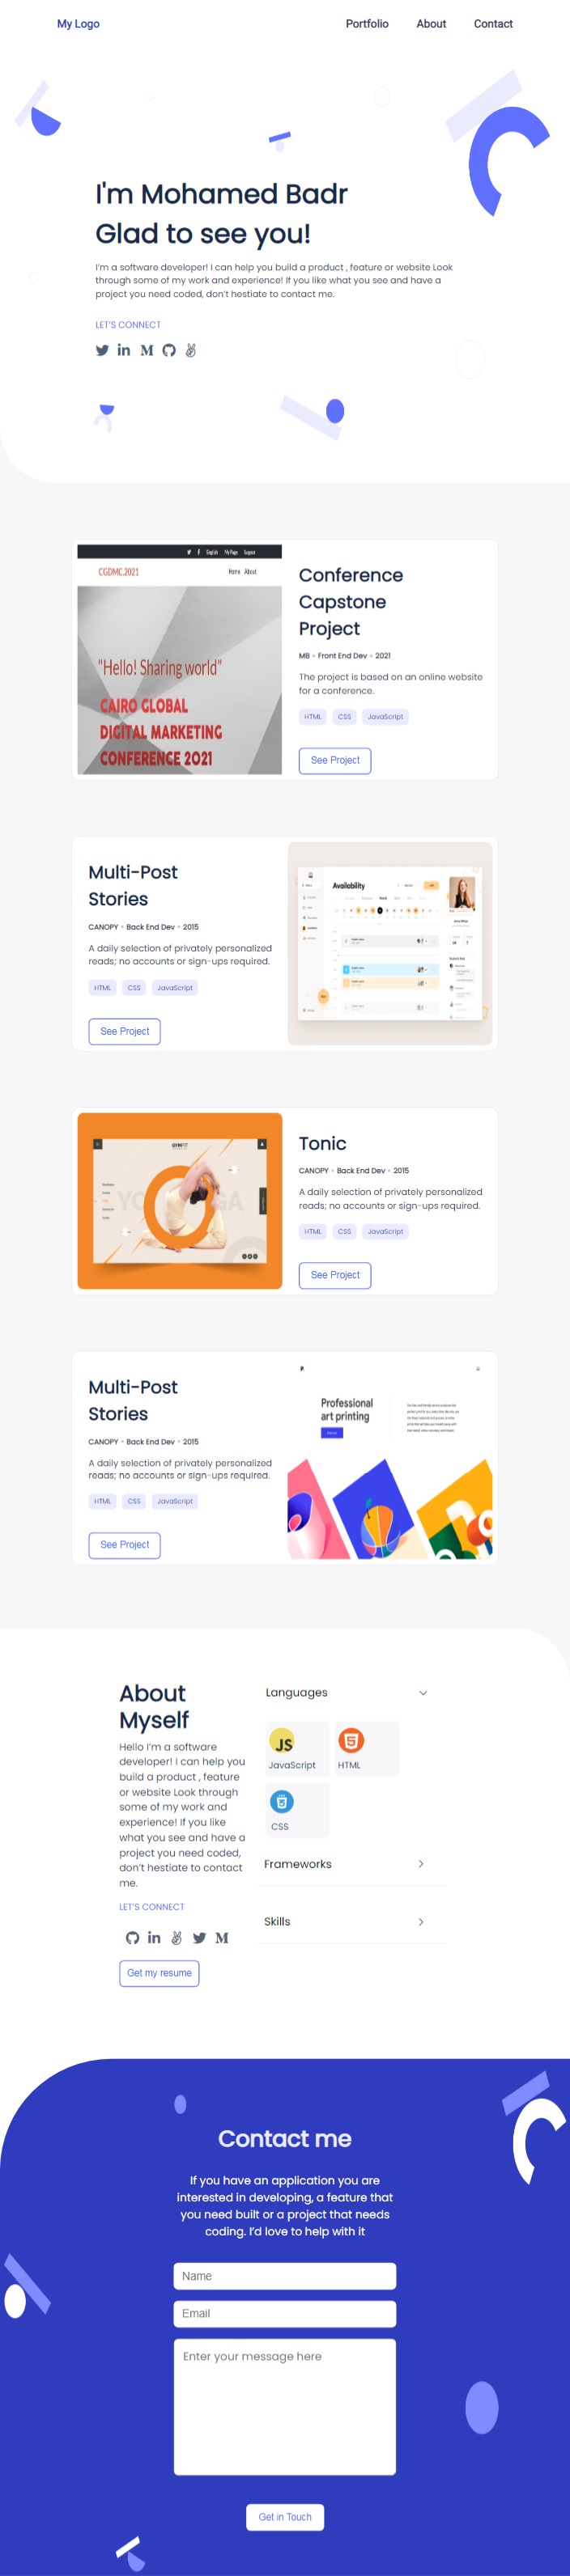 My Logo
Portfolio
About
Contact
I'm Mohamed Badr
Glad to see you!
I'm a software developer! I can help you build a product , feature or website Look
through some of my work and experience! If you like what you see and have a
project you need coded, don't hestiate to contact me.
LET'S CONNECT
English
My Page
Logout
CGDMC.2021
Home
About
"Hello! Sharing world"
CAIRO GLOBAL
DIGITAL MARKETING
CONFERENCE 2021
Conference
Capstone
Project
MB • Front End Dev • 2021
The project is based on an online website
for a conference.
HTML
CSS
JavaScript
See Project
Multi-Post
Stories
CANOPY • Back End Dev • 2015
A daily selection of privately personalized
reads; no accounts or sign-ups required.
HTML
CSS
JavaScript
See Project
Availability
Tonic
CANOPY • Back End Dev • 2015
A daily selection of privately personalized
reads; no accounts or sign-ups required.
HTML
CSS
JavaScript
See Project
Multi-Post
Stories
CANOPY • Back End Dev • 2015
A daily selection of privately personalized
reads; no accounts or sign-ups required.
HTML
CSS
JavaScript
See Project
Professional
art printing
About
Myself
Hello I'm a software
developer! I can help you
build a product , feature
or website Look through
some of my work and
experience! If you like
what you see and have a
project you need coded,
don't hestiate to contact
me.
LET'S CONNECT
Get my resume
Languages
JS
JavaScript
HTML
CSS
Frameworks
Skills
Contact me
If you have an application you are
interested in developing, a feature that
you need built or a project that needs
coding. I'd love to help with it
Name
Email
Enter your message here
Get in Touch